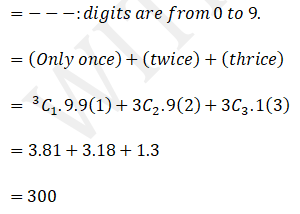 = − − −: digits are from 0 to 9.
= (Only once) + (twice) + (thrice)
= ³C₁.9.9(1) + 3C₂.9(2) + 3C₃.1(3)
= 3.81 + 3.18 + 1.3
= 300